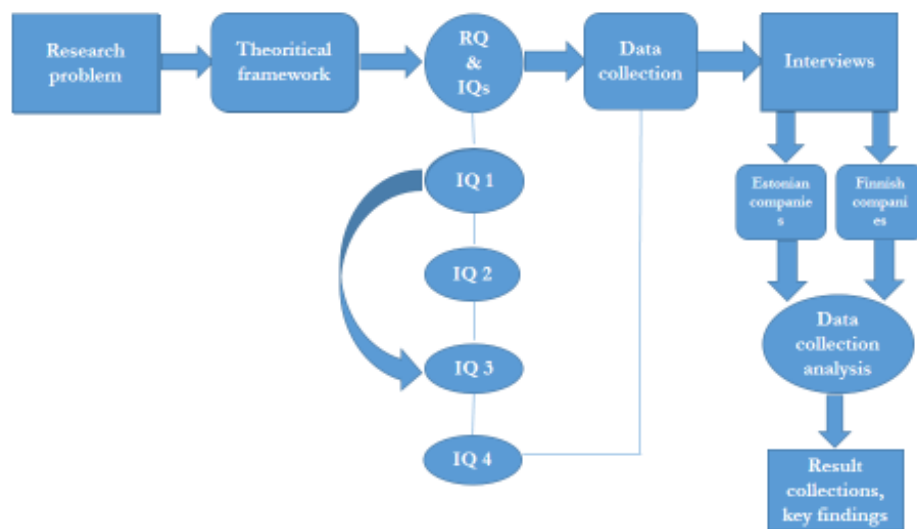 Research
problem
Theoritical
framework
RQ
&
IQs
Data
collection
Interviews
IQ 1
IQ 2
IQ 3
IQ 4
Estonian
companie
s
Finnish
compani
es
Data
collection
analysis
Result
collections,
key findings